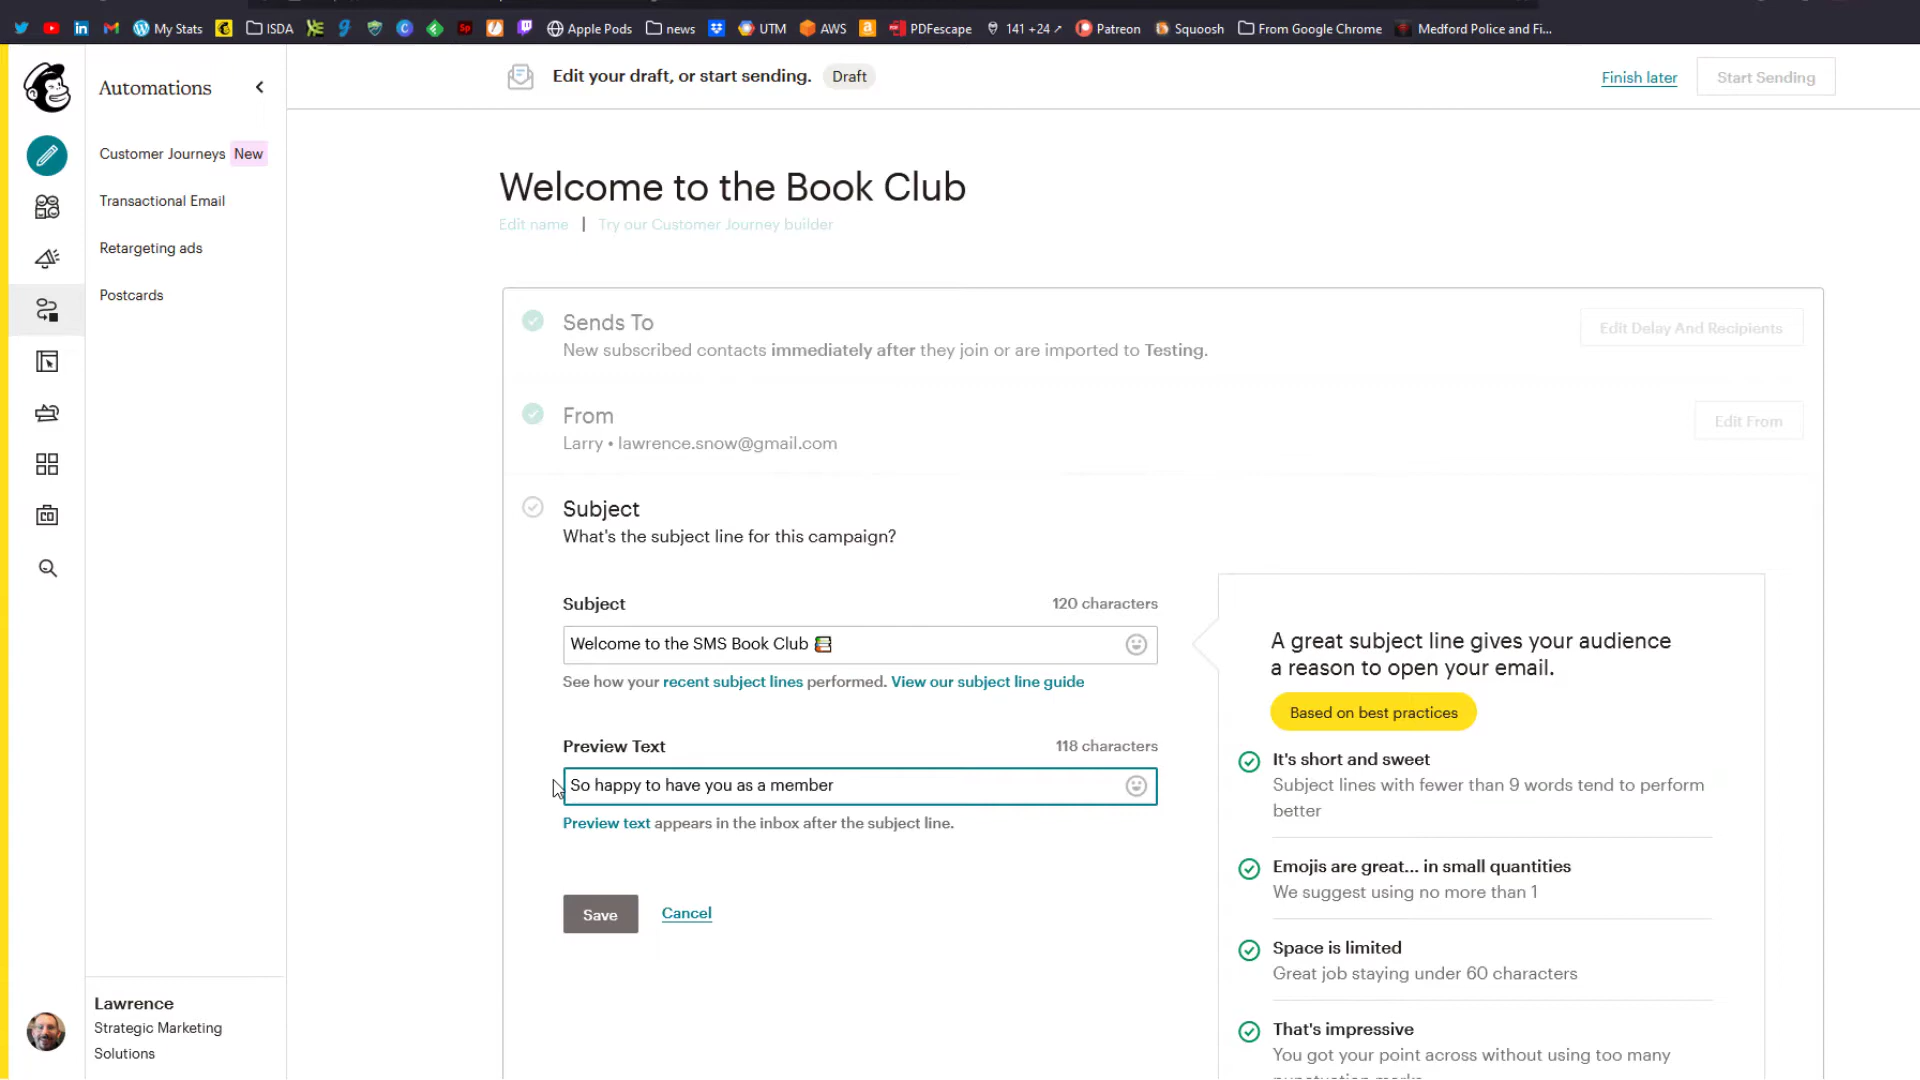 My Stats
ISDA
Apple Pods
news
UTM
AWS
PDFescape
141 +24
Patreon
Squoosh
From Google Chrome
Medford Police and Fi...
Automations
Edit your draft, or start sending.
Draft
Finish later
Start Sending
Customer Journeys New
Transactional Email
Retargeting ads
Postcards
Welcome to the Book Club
Edit name | Try our Customer Journey builder
Sends To
New subscribed contacts immediately after they join or are imported to Testing.
Edit Delay And Recipients
From
Larry • lawrence.snow@gmail.com
Edit From
Subject
What's the subject line for this campaign?
Subject
120 characters
Welcome to the SMS Book Club 📚
See how your recent subject lines performed. View our subject line guide
Preview Text
118 characters
So happy to have you as a member
Preview text appears in the inbox after the subject line.
Save
Cancel
A great subject line gives your audience
a reason to open your email.
Based on best practices
It's short and sweet
Subject lines with fewer than 9 words tend to perform
better
Emojis are great... in small quantities
We suggest using no more than 1
Space is limited
Great job staying under 60 characters
That's impressive
You got your point across without using too many
Lawrence
Strategic Marketing
Solutions